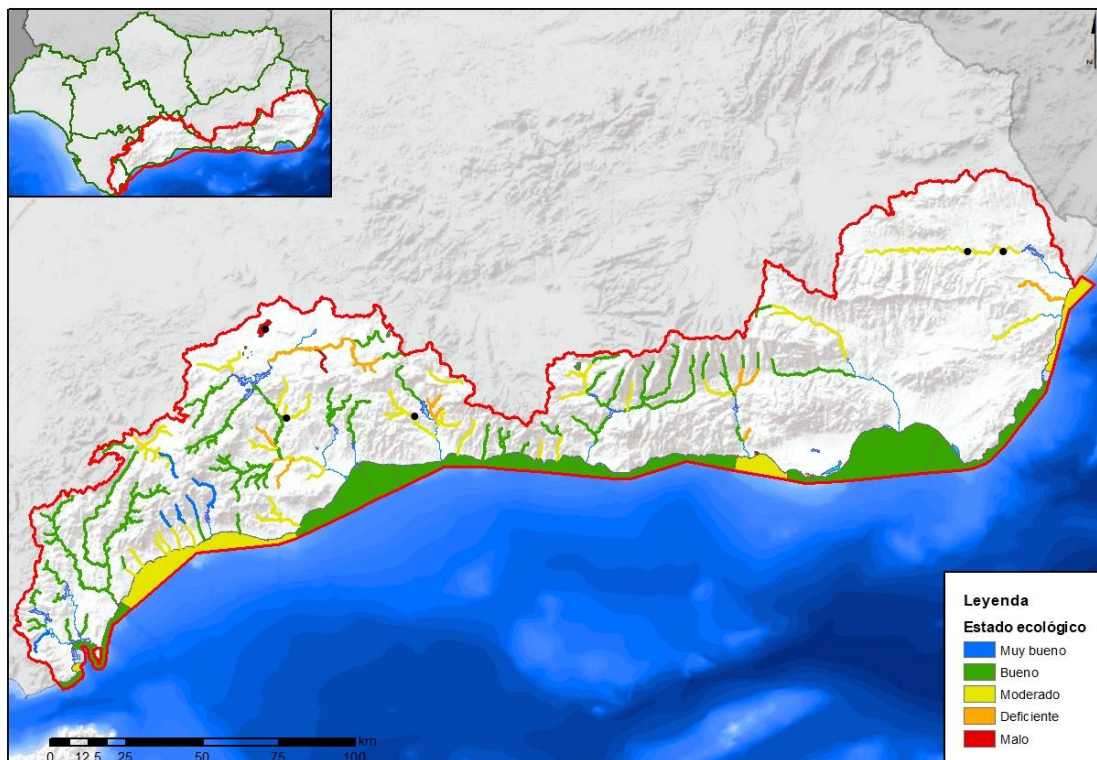 N
Leyenda
Estado ecológico
Muy bueno
Bueno
Moderado
Deficiente
Malo
km
0 12,5 25 50 75 100